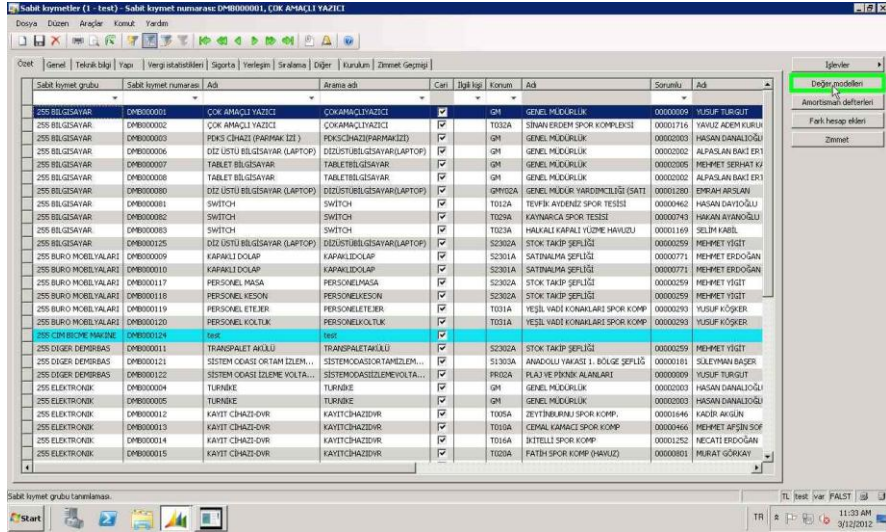 Sabit kıymetler (1 - test) - Sabit kıymet numarası: DMB000001, ÇOK AMAÇLI YAZICI
Dosya Düzen Araçlar Komut Yardım
Özet Genel Teknik bilgi Yapı Vergi istatistikleri Sigorta Yerleşim Sıralama Diğer Kurulum Zimmet Geçmişi
İşlevler
Değer modelleri
Amortisman defterleri
Fark hesap ekleri
Zimmet
Sabit kıymet grubu Sabit kıymet numarası Adı Arama adı Cari İlgili kişi Konum Adı Sorumlu Adı
255 BILGISAYAR DMB000001 ÇOK AMAÇLI YAZICI ÇOKAMAÇLIYAZICI GM GENEL MÜDÜRLÜK 00000009 YUSUF TURGUT
255 BILGISAYAR DMB000002 ÇOK AMAÇLI YAZICI ÇOKAMAÇLIYAZICI T032A SİNAN ERDEM SPOR KOMPLEKSİ 00001716 YAVUZ ADEM KURUK
255 BILGISAYAR DMB000003 PDKS CİHAZI (PARMAK İZİ ) PDKSCİHAZI(PARMAKİZİ) GM GENEL MÜDÜRLÜK 00002003 HASAN DANALIOĞLU
255 BILGISAYAR DMB000006 DİZ ÜSTÜ BİLGİSAYAR (LAPTOP) DİZÜSTÜBİLGİSAYAR(LAPTOP) GM GENEL MÜDÜRLÜK 00002002 ALPASLAN BAKİ ERT
255 BILGISAYAR DMB000007 TABLET BİLGİSAYAR TABLETBİLGİSAYAR GM GENEL MÜDÜRLÜK 00002005 MEHMET SERHAT KA
255 BILGISAYAR DMB000008 TABLET BİLGİSAYAR TABLETBİLGİSAYAR GM GENEL MÜDÜRLÜK 00002002 ALPASLAN BAKİ ERT
255 BILGISAYAR DMB000080 DİZ ÜSTÜ BİLGİSAYAR (LAPTOP) DİZÜSTÜBİLGİSAYAR(LAPTOP) GMY02A GENEL MÜDÜR YARDIMCILIĞI (SATI 00001280 EMRAH ARSLAN
255 BILGISAYAR DMB000081 SWİTCH SWİTCH T012A TEVFİK AYDENİZ SPOR TESİSİ 00000462 HASAN DAYIOĞLU
255 BILGISAYAR DMB000082 SWİTCH SWİTCH T029A KAYNARCA SPOR TESİSİ 00000743 HAKAN AYANOĞLU
255 BILGISAYAR DMB000083 SWİTCH SWİTCH T023A HALKALI KAPALI YÜZME HAVUZU 00001169 SELİM KABİL
255 BILGISAYAR DMB000125 DİZ ÜSTÜ BİLGİSAYAR (LAPTOP) DİZÜSTÜBİLGİSAYAR(LAPTOP) S2302A STOK TAKİP ŞEFLİĞİ 00000259 MEHMET YİGİT
255 BURO MOBILYALARI DMB000009 KAPAKLI DOLAP KAPAKLIDOLAP S2301A SATINALMA ŞEFLİĞİ 00000771 MEHMET ERDOĞAN
255 BURO MOBILYALARI DMB000010 KAPAKLI DOLAP KAPAKLIDOLAP S2301A SATINALMA ŞEFLİĞİ 00000771 MEHMET ERDOĞAN
255 BURO MOBILYALARI DMB000117 PERSONEL MASA PERSONELMASA S2302A STOK TAKİP ŞEFLİĞİ 00000259 MEHMET YİGİT
255 BURO MOBILYALARI DMB000118 PERSONEL KESON PERSONELKESON S2302A STOK TAKİP ŞEFLİĞİ 00000259 MEHMET YİGİT
255 BURO MOBILYALARI DMB000119 PERSONEL ETEJER PERSONELETEJER T031A YEŞİL VADİ KONAKLARI SPOR KOMP 00000293 YUSUF KÖŞKER
255 BURO MOBILYALARI DMB000120 PERSONEL KOLTUK PERSONELKOLTUK T031A YEŞİL VADİ KONAKLARI SPOR KOMP 00000293 YUSUF KÖŞKER
255 CIM BICME MAKINE DMB000124 test test
255 DIGER DEMIRBAS DMB000011 TRANSPALET AKÜLÜ TRANSPALETAKÜLÜ S2302A STOK TAKİP ŞEFLİĞİ 00000259 MEHMET YİGİT
255 DIGER DEMIRBAS DMB000121 SİSTEM ODASI ORTAM İZLEM... SİSTEMODASIORTAMİZLEM... S1303A ANADOLU YAKASI 1. BÖLGE ŞEFLİĞ 00000181 SÜLEYMAN BAŞER
255 DIGER DEMIRBAS DMB000122 SİSTEM ODASI İZLEME VOLTA... SİSTEMODASIİZLEMEVOLTA... PR02A PLAJ VE PİKNİK ALANLARI 00000009 YUSUF TURGUT
255 ELEKTRONIK DMB000004 TURNİKE TURNİKE GM GENEL MÜDÜRLÜK 00002003 HASAN DANALIOĞLU
255 ELEKTRONIK DMB000005 TURNİKE TURNİKE GM GENEL MÜDÜRLÜK 00002003 HASAN DANALIOĞLU
255 ELEKTRONIK DMB000012 KAYIT CİHAZI-DVR KAYITCİHAZIDVR T005A ZEYTİNBURNU SPOR KOMP. 00001646 KADİR AKGÜN
255 ELEKTRONIK DMB000013 KAYIT CİHAZI-DVR KAYITCİHAZIDVR T010A CEMAL KAMACI SPOR KOMP 00000466 MEHMET AFŞİN SOF
255 ELEKTRONIK DMB000014 KAYIT CİHAZI-DVR KAYITCİHAZIDVR T016A İKİTELLİ SPOR KOMP 00001252 NECATİ ERDOĞAN
255 ELEKTRONIK DMB000015 KAYIT CİHAZI-DVR KAYITCİHAZIDVR T020A FATİH SPOR KOMP (HAVUZ) 00000801 MURAT GÖRKAY
Sabit kıymet grubu tanımlaması. TL test var PALST
Start TR 11:33 AM
3/12/2012